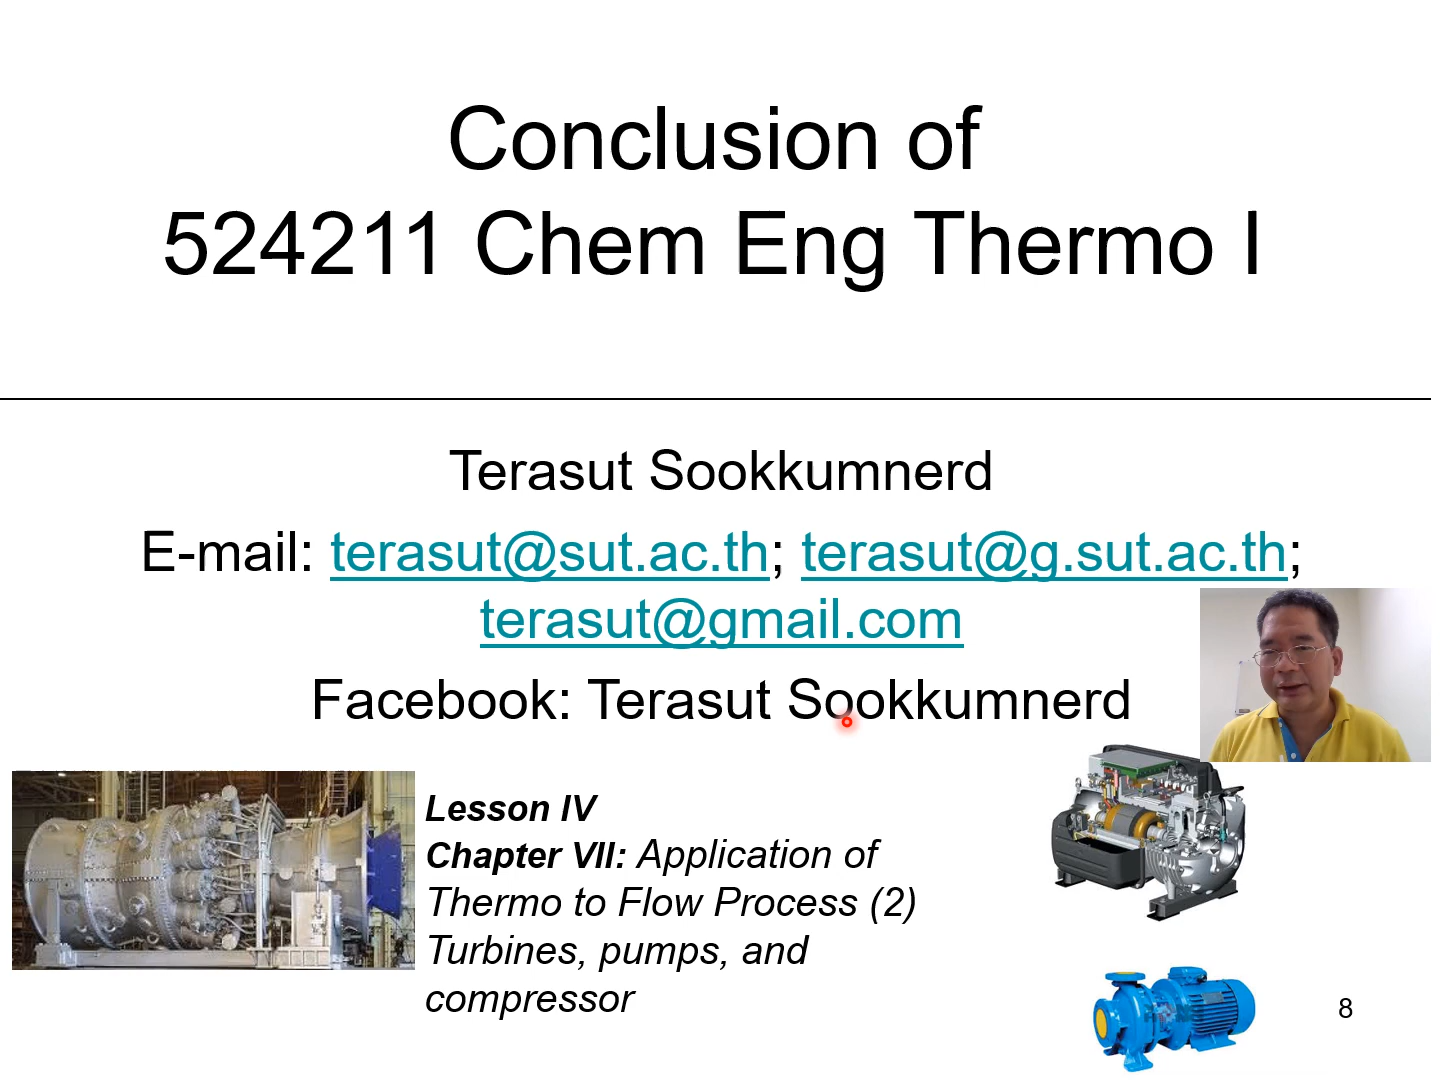 Conclusion of
524211 Chem Eng Thermo I
Terasut Sookkumnerd
E-mail: terasut@sut.ac.th; terasut@g.sut.ac.th;
terasut@gmail.com
Facebook: Terasut Sookkumnerd
Lesson IV
Chapter VII: Application of
Thermo to Flow Process (2)
Turbines, pumps, and
compressor
8